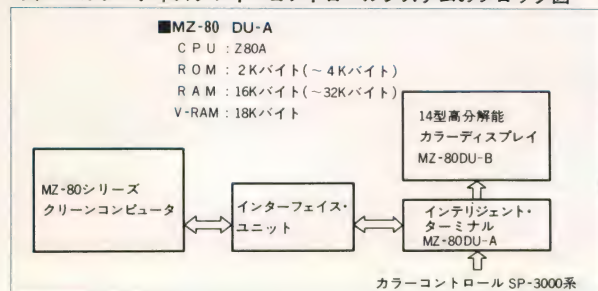 ■MZ-80 DU-A
CPU:Z80A
ROM:2Kバイト(~4Kバイト)
RAM:16Kバイト(~32Kバイト)
V-RAM:18Kバイト
14型高分解能
カラーディスプレイ
MZ-80DU-B
MZ-80シリーズ
クリーンコンピュータ
インターフェイス・
ユニット
インテリジェント・
ターミナル
MZ-80DU-A
カラーコントロール SP-3000系